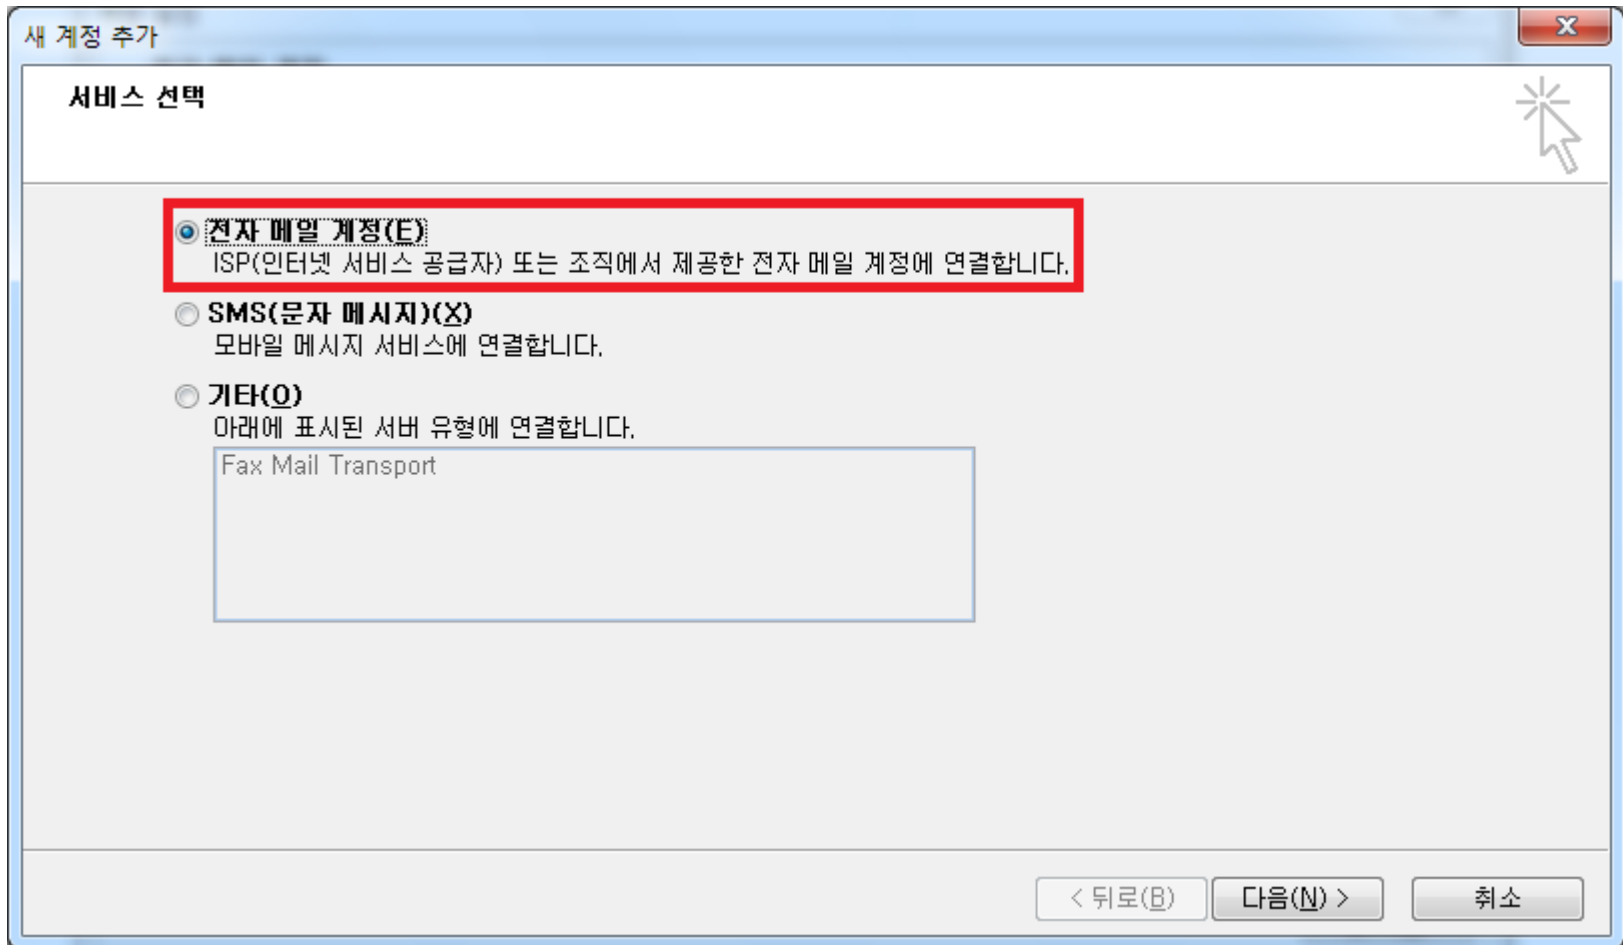 새 계정 추가
서비스 선택
전자 메일 계정(E)
ISP(인터넷 서비스 공급자) 또는 조직에서 제공한 전자 메일 계정에 연결합니다.
SMS(문자 메시지)(X)
모바일 메시지 서비스에 연결합니다.
기타(O)
아래에 표시된 서버 유형에 연결합니다.
Fax Mail Transport
< 뒤로(B) 다음(N) > 취소